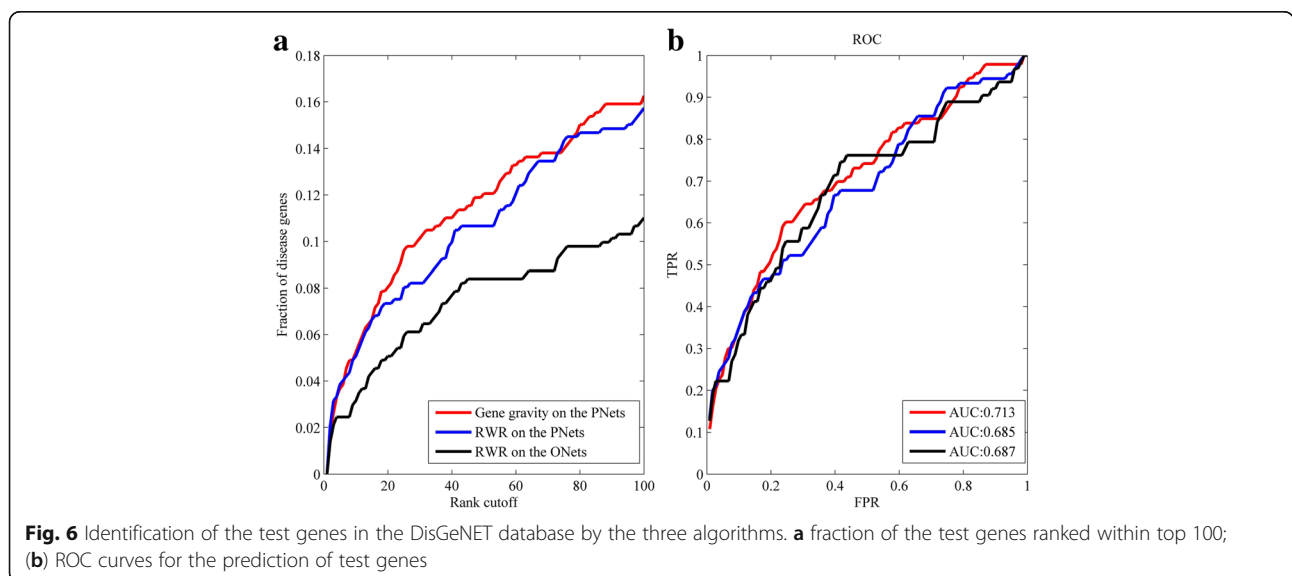 a
0.18
0.16
0.14
0.12
0.1
0.08
0.06
0.04
0.02
0
Fraction of disease genes
0 20 40 60 80 100
Rank cutoff
Gene gravity on the PNets
RWR on the PNets
RWR on the ONets
b
ROC
1
0.9
0.8
0.7
0.6
0.5
0.4
0.3
0.2
0.1
0
TPR
0 0.2 0.4 0.6 0.8 1
FPR
AUC:0.713
AUC:0.685
AUC:0.687
Fig. 6 Identification of the test genes in the DisGeNET database by the three algorithms. a fraction of the test genes ranked within top 100;
(b) ROC curves for the prediction of test genes